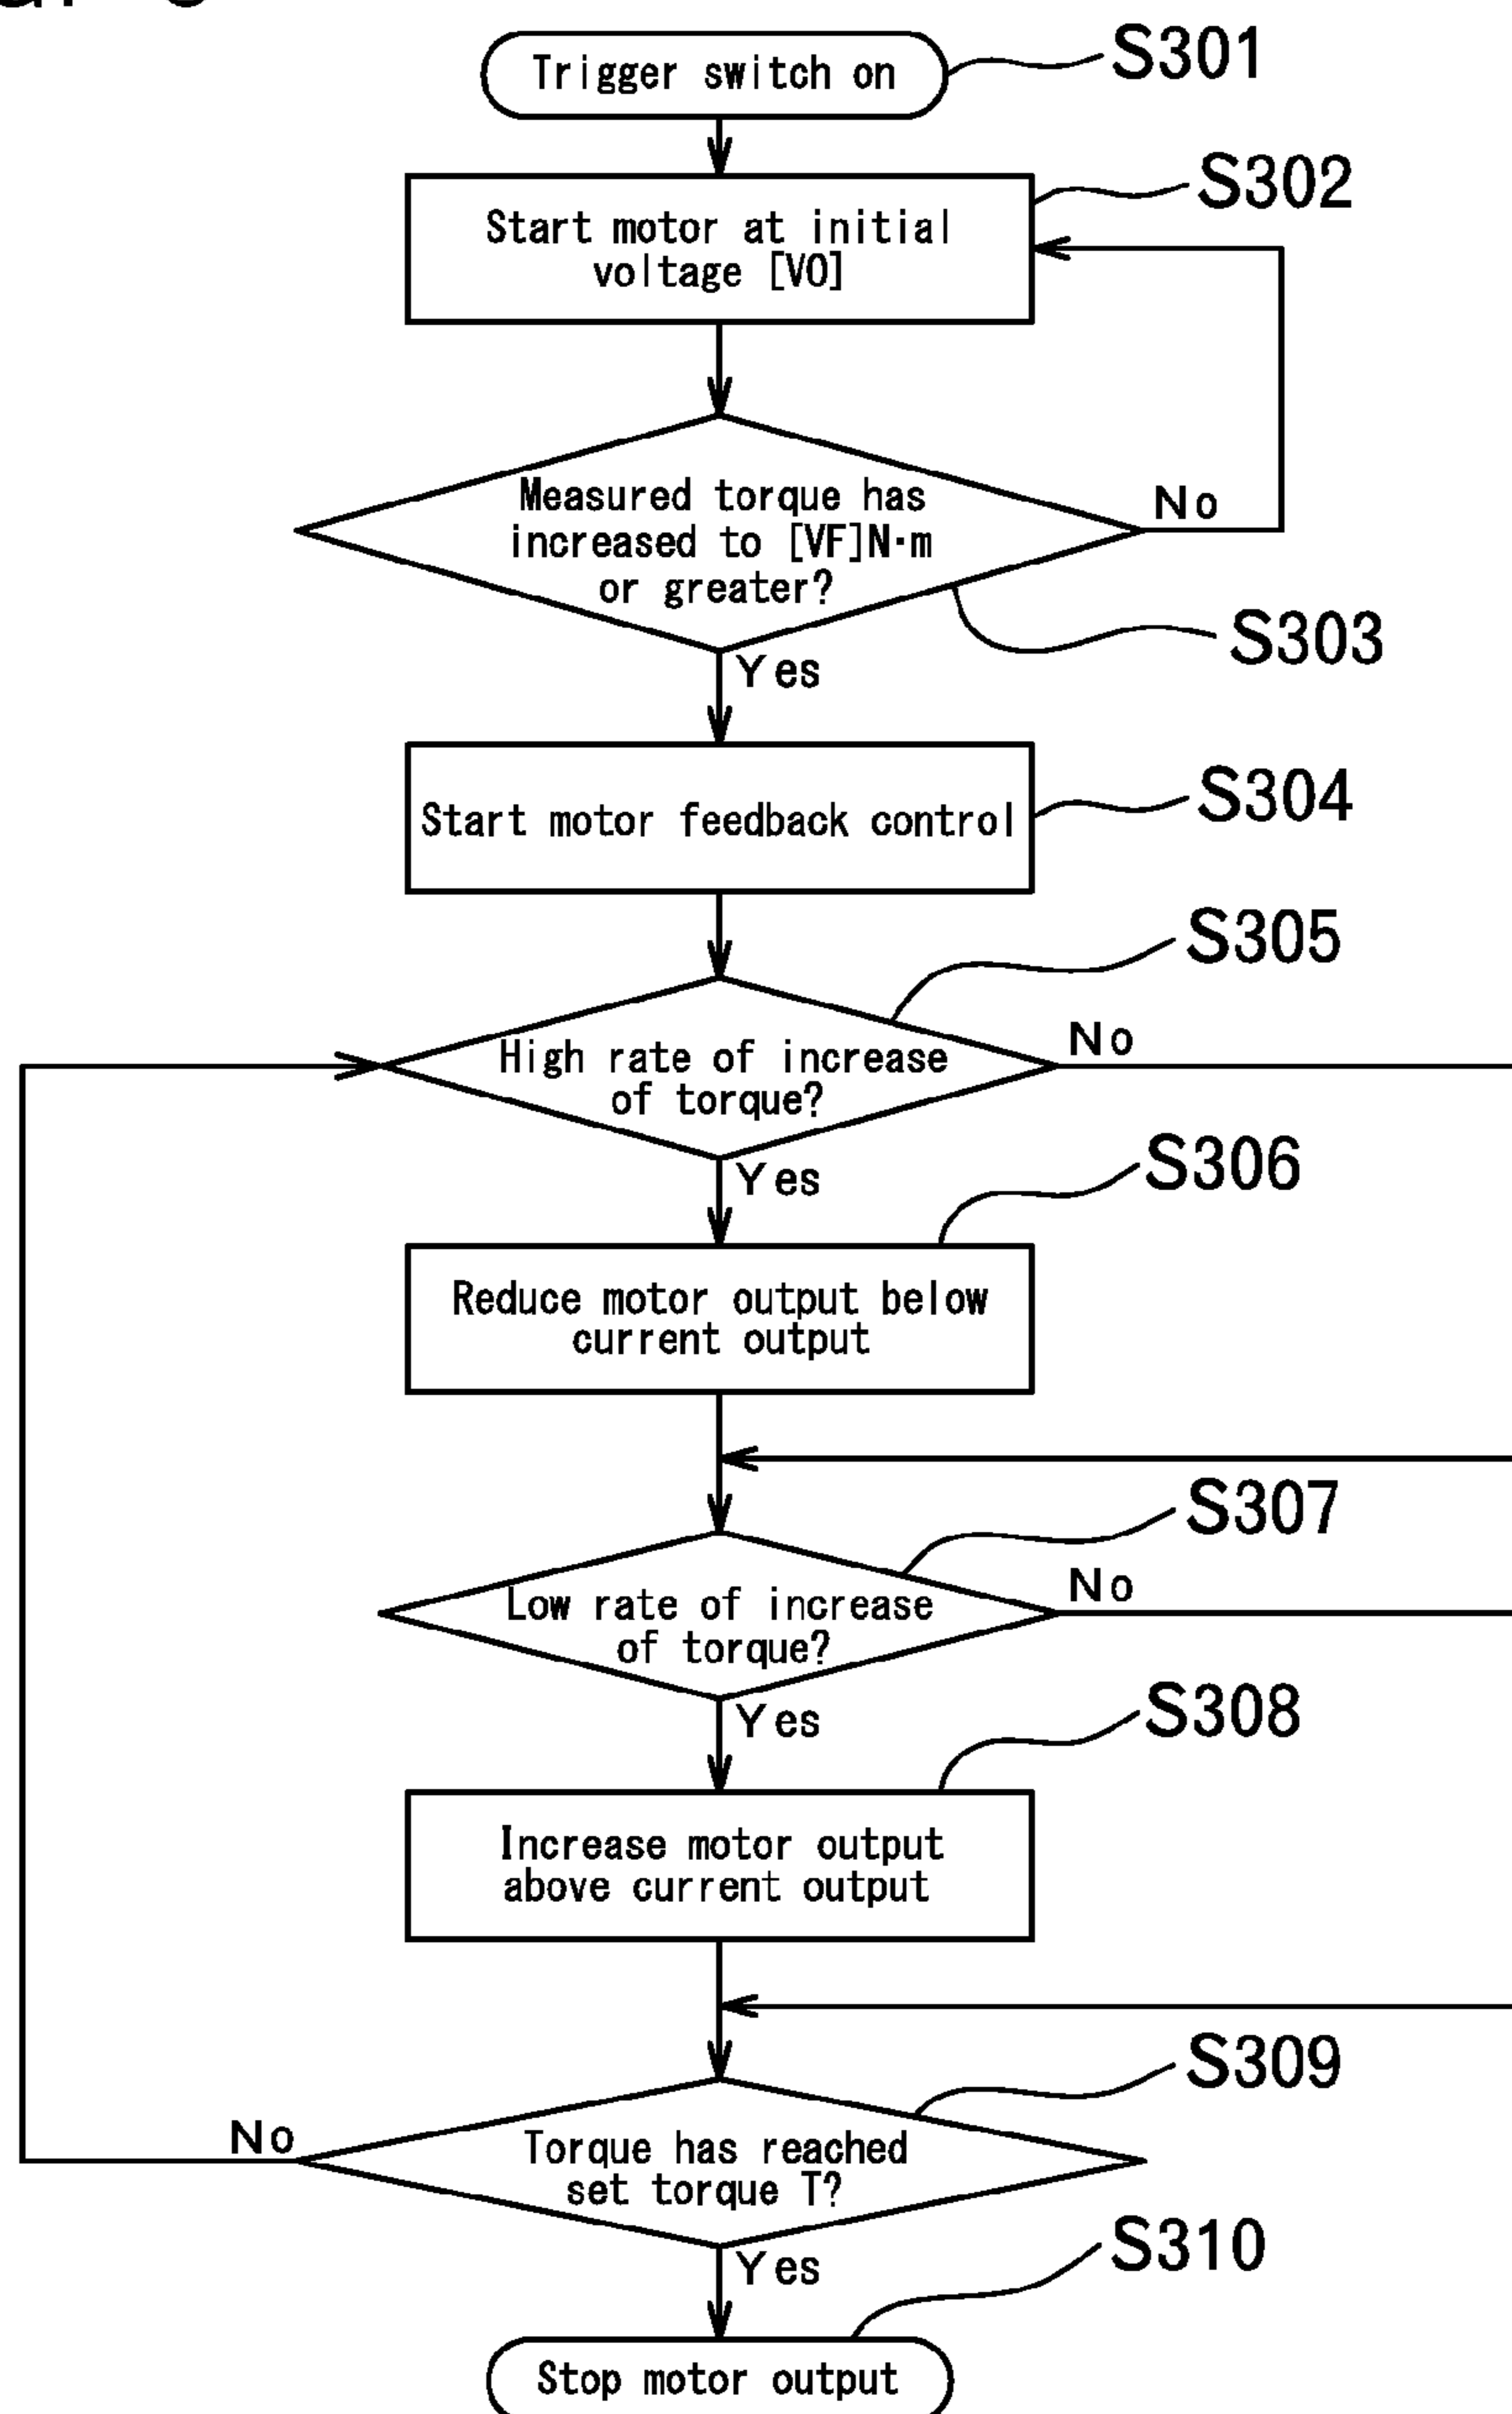 Trigger switch on
S301
S302
Start motor at initial
voltage [V0]
Measured torque has
increased to [VF]N·m
or greater?
No
S303
Yes
Start motor feedback control
S304
S305
High rate of increase
of torque?
No
Yes
S306
Reduce motor output below
current output
S307
Low rate of increase
of torque?
No
Yes
S308
Increase motor output
above current output
S309
Torque has reached
set torque T?
No
Yes
S310
Stop motor output